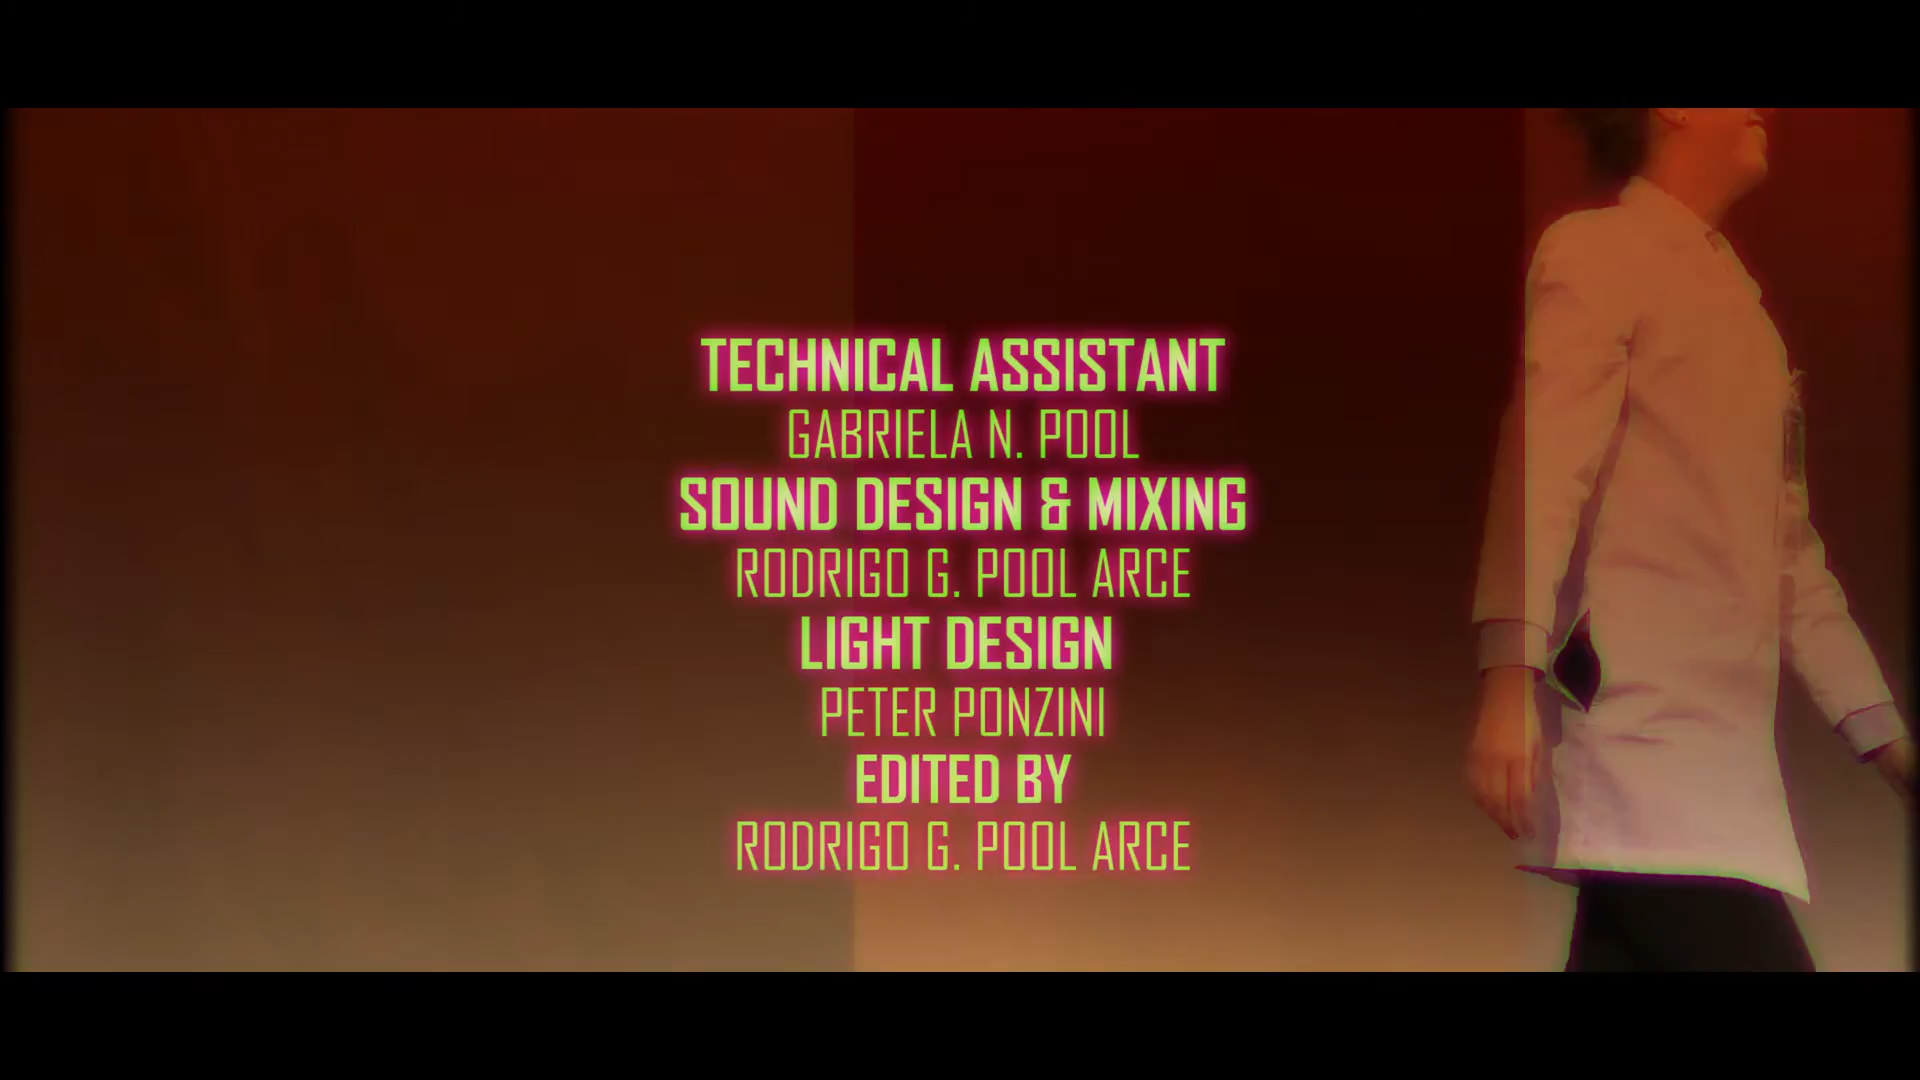 TECHNICAL ASSISTANT
GABRIELA N. POOL
SOUND DESIGN & MIXING
RODRIGO G. POOL ARCE
LIGHT DESIGN
PETER PONZINI
EDITED BY
RODRIGO G. POOL ARCE